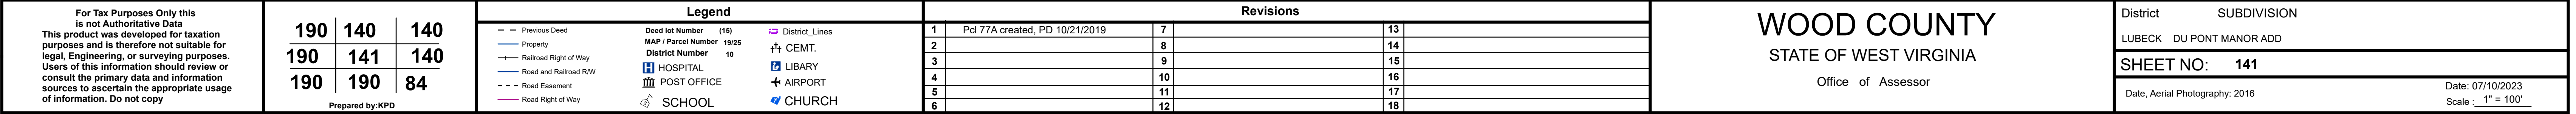 For Tax Purposes Only this
is not Authoritative Data
This product was developed for taxation
purposes and is therefore not suitable for
legal, Engineering, or surveying purposes.
Users of this information should review or
consult the primary data and information
sources to ascertain the appropriate usage
of information. Do not copy
190 140 140
190 141 140
190 190 84
Prepared by:KPD
Legend
Previous Deed
Property
Railroad Right of Way
Road and Railroad R/W
Road Easement
Road Right of Way
Deed lot Number (15)
MAP / Parcel Number 19/25
District Number 10
HOSPITAL
POST OFFICE
SCHOOL
District_Lines
CEMT.
LIBARY
AIRPORT
CHURCH
Revisions
1 Pcl 77A created, PD 10/21/2019
2
3
4
5
6
7
8
9
10
11
12
13
14
15
16
17
18
WOOD COUNTY
STATE OF WEST VIRGINIA
Office of Assessor
District SUBDIVISION
LUBECK DU PONT MANOR ADD
SHEET NO: 141
Date, Aerial Photography: 2016
Date: 07/10/2023
Scale : 1" = 100'